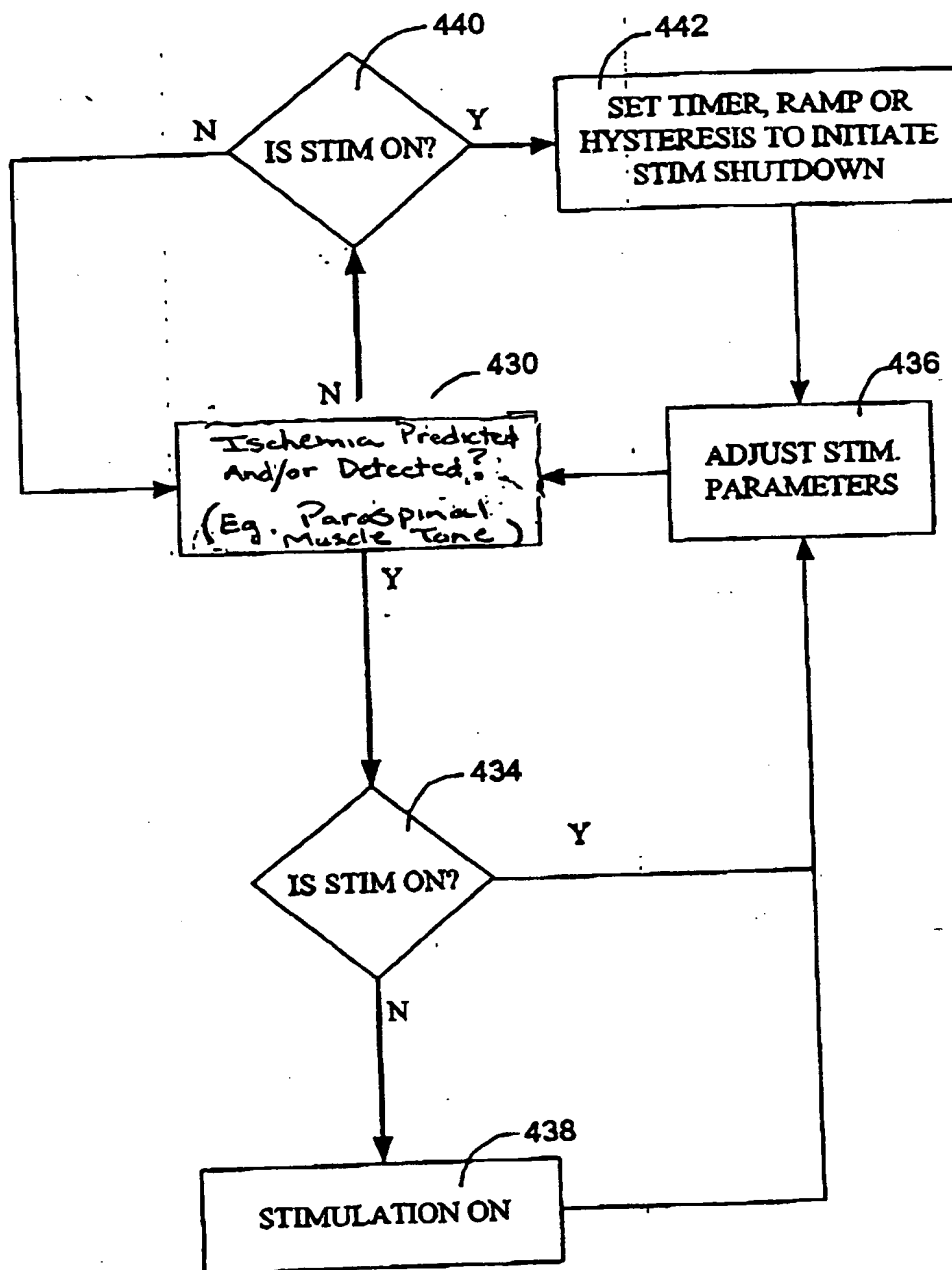 440
442
N
IS STIM ON?
Y
SET TIMER, RAMP OR
HYSTERESIS TO INITIATE
STIM SHUTDOWN
430
N
436
Ischemia Predicted
And/or Detected?
(Eg. Paraspinal
Muscle Tone)
ADJUST STIM.
PARAMETERS
Y
434
Y
IS STIM ON?
N
438
STIMULATION ON